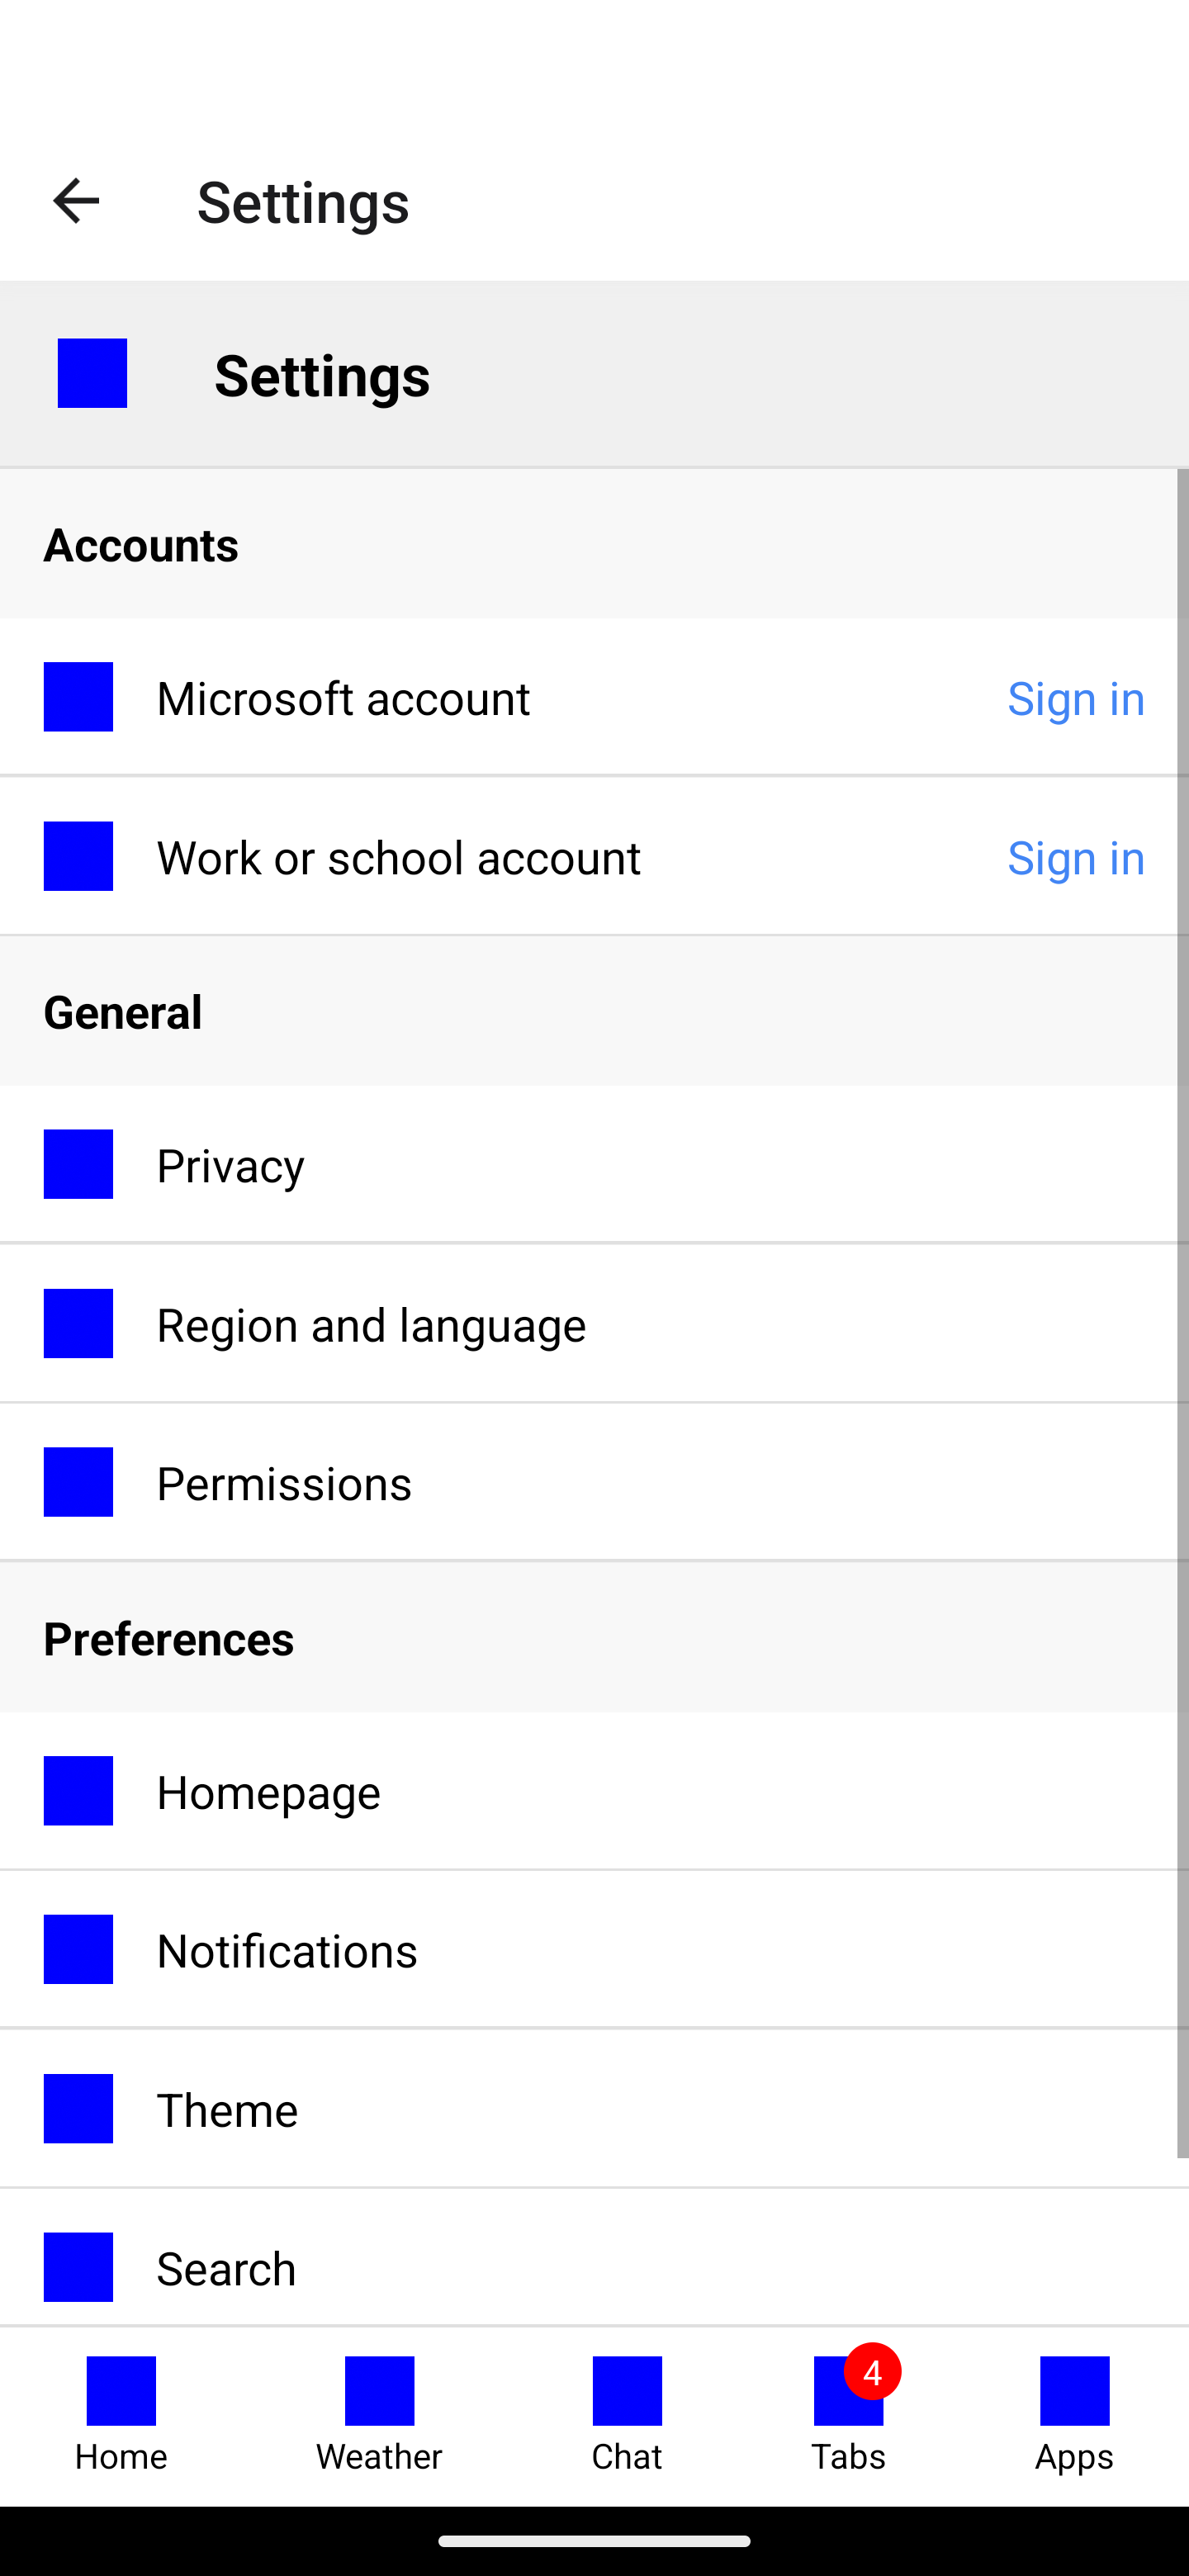 Settings
Settings
Accounts
Microsoft account Sign in
Work or school account Sign in
General
Privacy
Region and language
Permissions
Preferences
Homepage
Notifications
Theme
Search
4
Home Weather Chat Tabs Apps